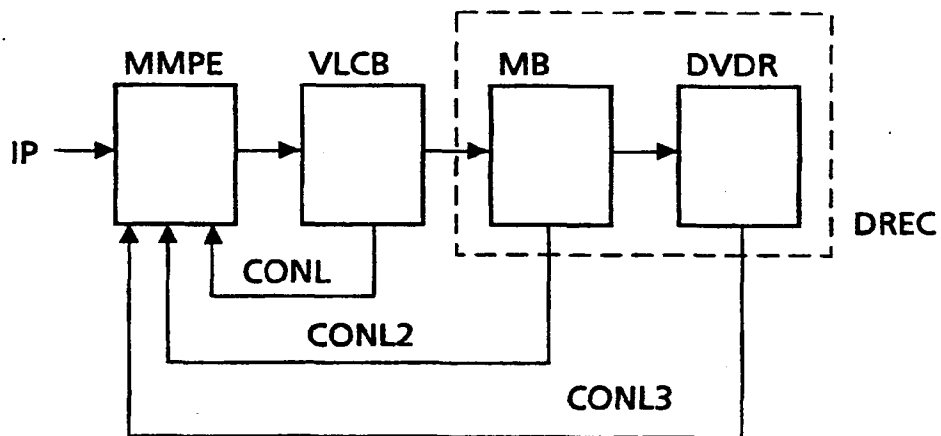 MMPE
VLCB
MB
DVDR
IP
DREC
CONL
CONL2
CONL3